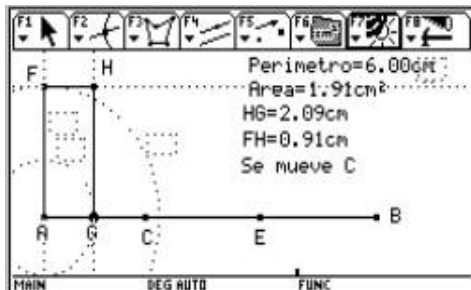 F1 F2 F3 F4 F5 F6 F7 F8
F H
Perimetro=6.00cm
Area=1.91cm²
HG=2.09cm
FH=0.91cm
Se mueve C
A G C E B
MAIN DEG AUTO FUNC